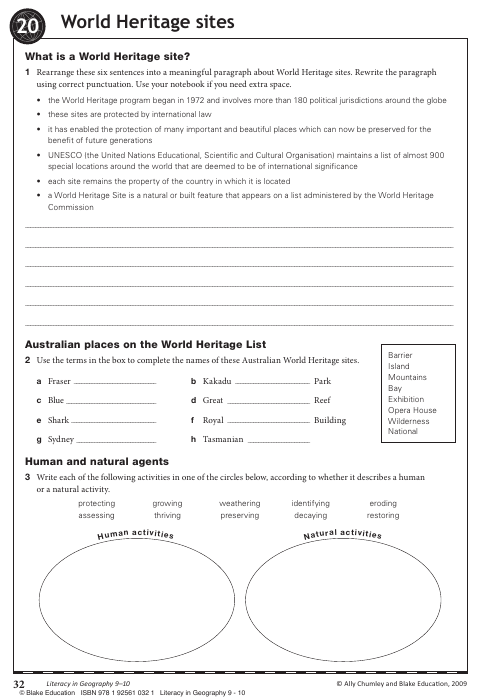 20 World Heritage sites
What is a World Heritage site?
1 Rearrange these six sentences into a meaningful paragraph about World Heritage sites. Rewrite the paragraph
using correct punctuation. Use your notebook if you need extra space.
• the World Heritage program began in 1972 and involves more than 180 political jurisdictions around the globe
• these sites are protected by international law
• it has enabled the protection of many important and beautiful places which can now be preserved for the
benefit of future generations
• UNESCO (the United Nations Educational, Scientific and Cultural Organisation) maintains a list of almost 900
special locations around the world that are deemed to be of international significance
• each site remains the property of the country in which it is located
• a World Heritage Site is a natural or built feature that appears on a list administered by the World Heritage
Commission
Australian places on the World Heritage List
2 Use the terms in the box to complete the names of these Australian World Heritage sites.
a Fraser
b Kakadu Park
c Blue
d Great Reef
e Shark
f Royal Building
g Sydney
h Tasmanian
Barrier
Island
Mountains
Bay
Exhibition
Opera House
Wilderness
National
Human and natural agents
3 Write each of the following activities in one of the circles below, according to whether it describes a human
or a natural activity.
protecting growing weathering identifying eroding
assessing thriving preserving decaying restoring
Human activities
Natural activities
32 Literacy in Geography 9–10 © Ally Chumley and Blake Education, 2009
© Blake Education ISBN 978 1 92561 032 1 Literacy in Geography 9 - 10